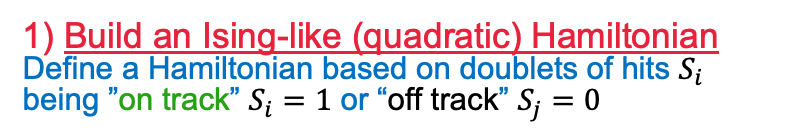 1) Build an Ising-like (quadratic) Hamiltonian
Define a Hamiltonian based on doublets of hits Sᵢ
being ”on track” Sᵢ = 1 or “off track” Sⱼ = 0